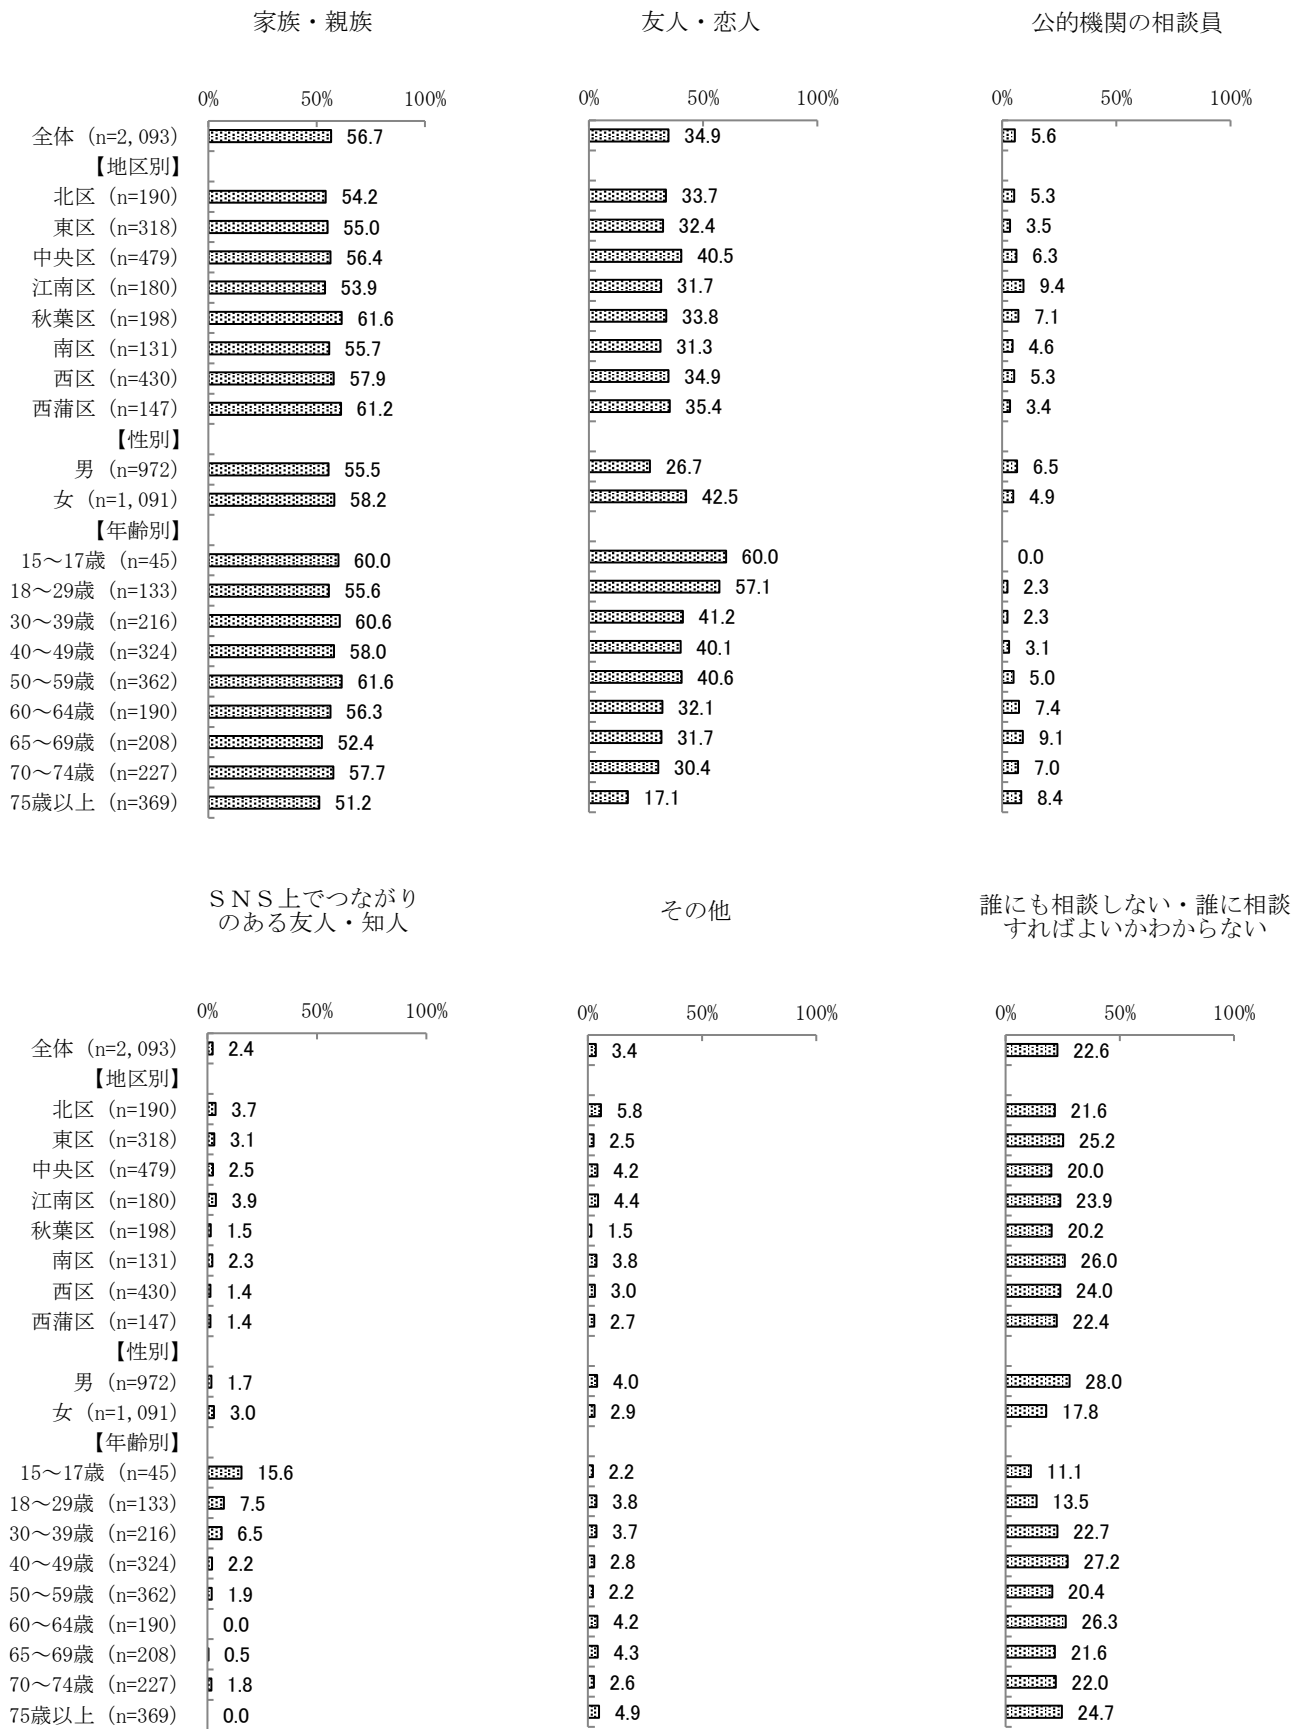 家族・親族 友人・恋人 公的機関の相談員
0% 50% 100% 0% 50% 100% 0% 50% 100%
全体 (n=2,093) 56.7 34.9 5.6
【地区別】
北区 (n=190) 54.2 33.7 5.3
東区 (n=318) 55.0 32.4 3.5
中央区 (n=479) 56.4 40.5 6.3
江南区 (n=180) 53.9 31.7 9.4
秋葉区 (n=198) 61.6 33.8 7.1
南区 (n=131) 55.7 31.3 4.6
西区 (n=430) 57.9 34.9 5.3
西蒲区 (n=147) 61.2 35.4 3.4
【性別】
男 (n=972) 55.5 26.7 6.5
女 (n=1,091) 58.2 42.5 4.9
【年齢別】
15～17歳 (n=45) 60.0 60.0 0.0
18～29歳 (n=133) 55.6 57.1 2.3
30～39歳 (n=216) 60.6 41.2 2.3
40～49歳 (n=324) 58.0 40.1 3.1
50～59歳 (n=362) 61.6 40.6 5.0
60～64歳 (n=190) 56.3 32.1 7.4
65～69歳 (n=208) 52.4 31.7 9.1
70～74歳 (n=227) 57.7 30.4 7.0
75歳以上 (n=369) 51.2 17.1 8.4
ＳＮＳ上でつながり
のある友人・知人
その他
誰にも相談しない・誰に相談
すればよいかわからない
0% 50% 100% 0% 50% 100% 0% 50% 100%
全体 (n=2,093) 2.4 3.4 22.6
【地区別】
北区 (n=190) 3.7 5.8 21.6
東区 (n=318) 3.1 2.5 25.2
中央区 (n=479) 2.5 4.2 20.0
江南区 (n=180) 3.9 4.4 23.9
秋葉区 (n=198) 1.5 1.5 20.2
南区 (n=131) 2.3 3.8 26.0
西区 (n=430) 1.4 3.0 24.0
西蒲区 (n=147) 1.4 2.7 22.4
【性別】
男 (n=972) 1.7 4.0 28.0
女 (n=1,091) 3.0 2.9 17.8
【年齢別】
15～17歳 (n=45) 15.6 2.2 11.1
18～29歳 (n=133) 7.5 3.8 13.5
30～39歳 (n=216) 6.5 3.7 22.7
40～49歳 (n=324) 2.2 2.8 27.2
50～59歳 (n=362) 1.9 2.2 20.4
60～64歳 (n=190) 0.0 4.2 26.3
65～69歳 (n=208) 0.5 4.3 21.6
70～74歳 (n=227) 1.8 2.6 22.0
75歳以上 (n=369) 0.0 4.9 24.7